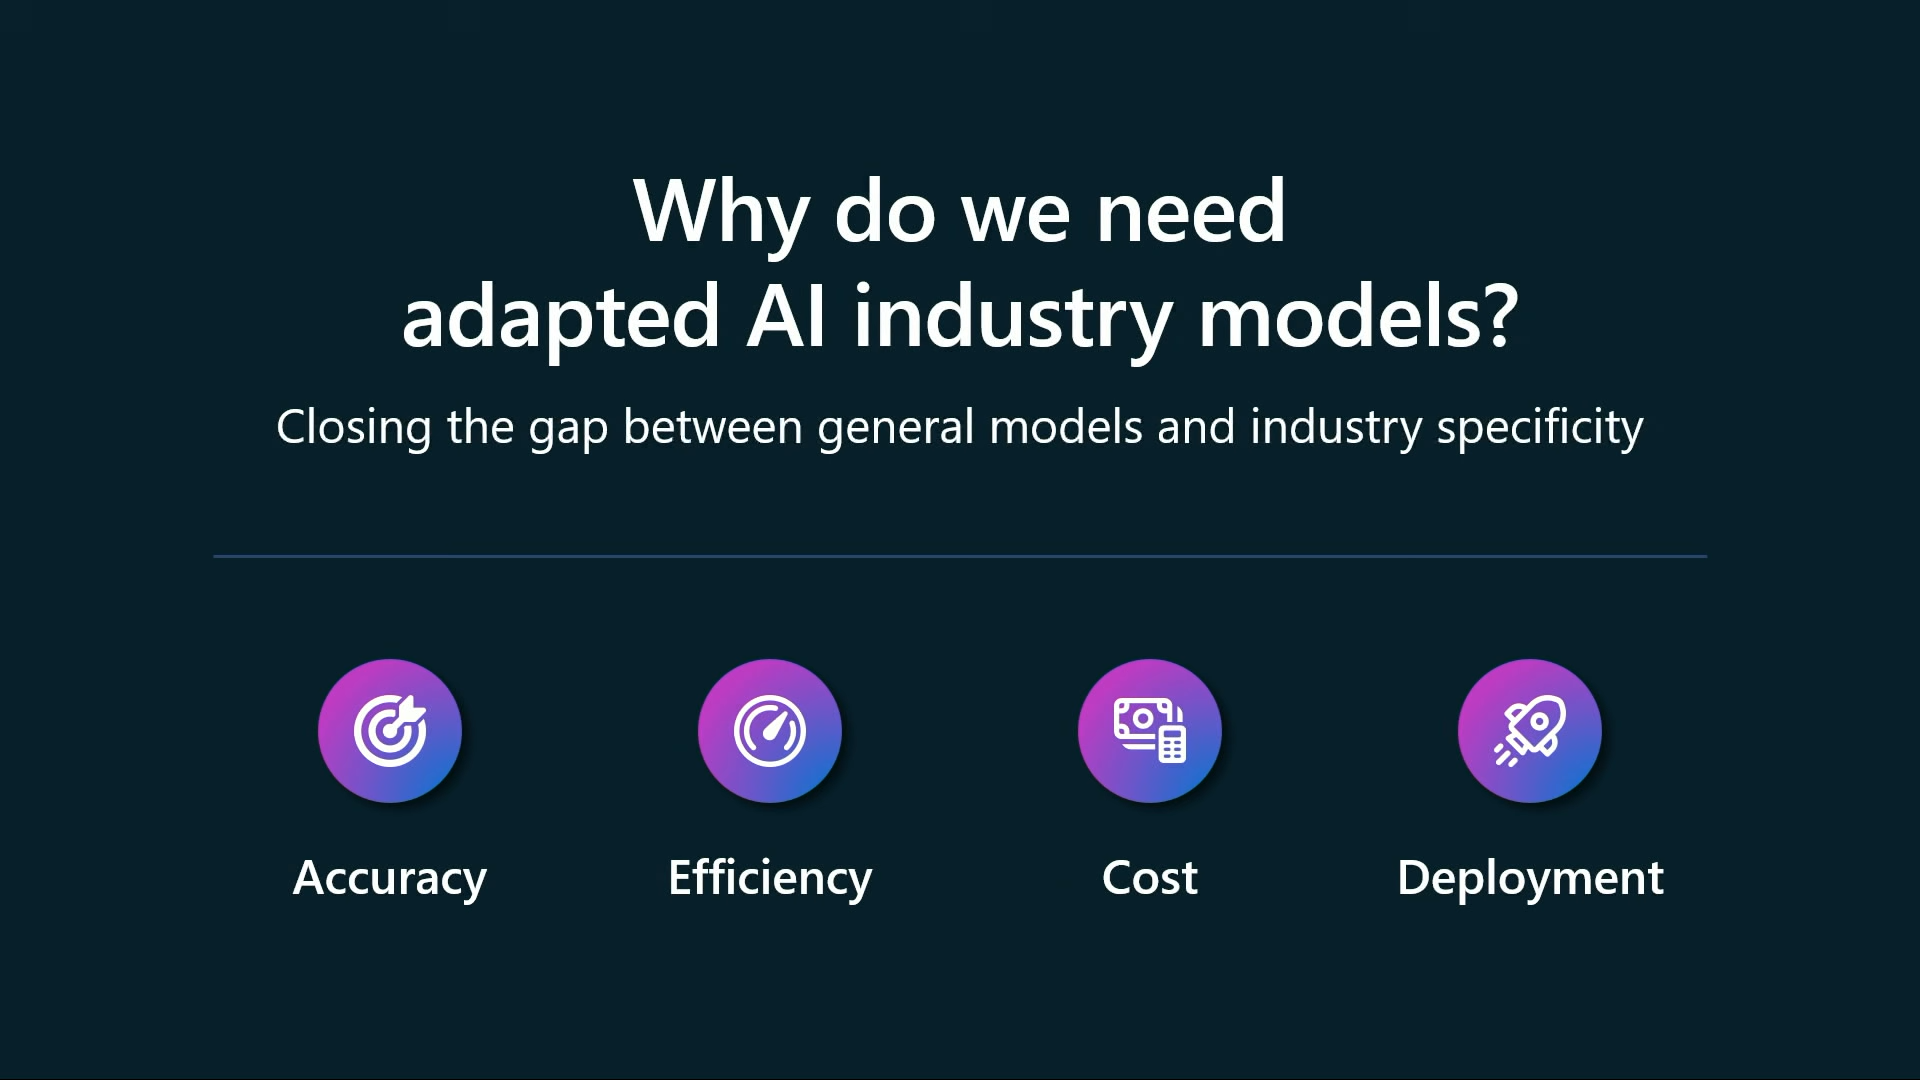 Why do we need
adapted AI industry models?
Closing the gap between general models and industry specificity
Accuracy
Efficiency
Cost
Deployment